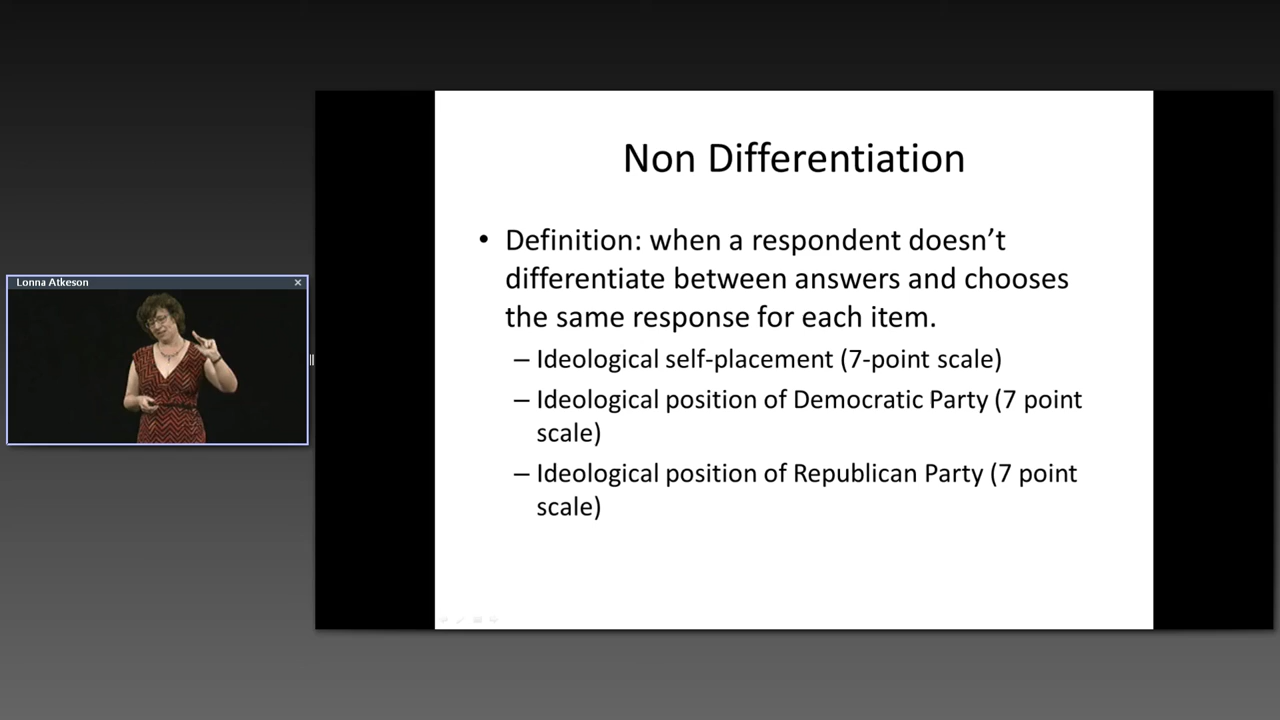 Non Differentiation
Lonna Atkeson
• Definition: when a respondent doesn’t
differentiate between answers and chooses
the same response for each item.
– Ideological self-placement (7-point scale)
– Ideological position of Democratic Party (7 point
scale)
– Ideological position of Republican Party (7 point
scale)